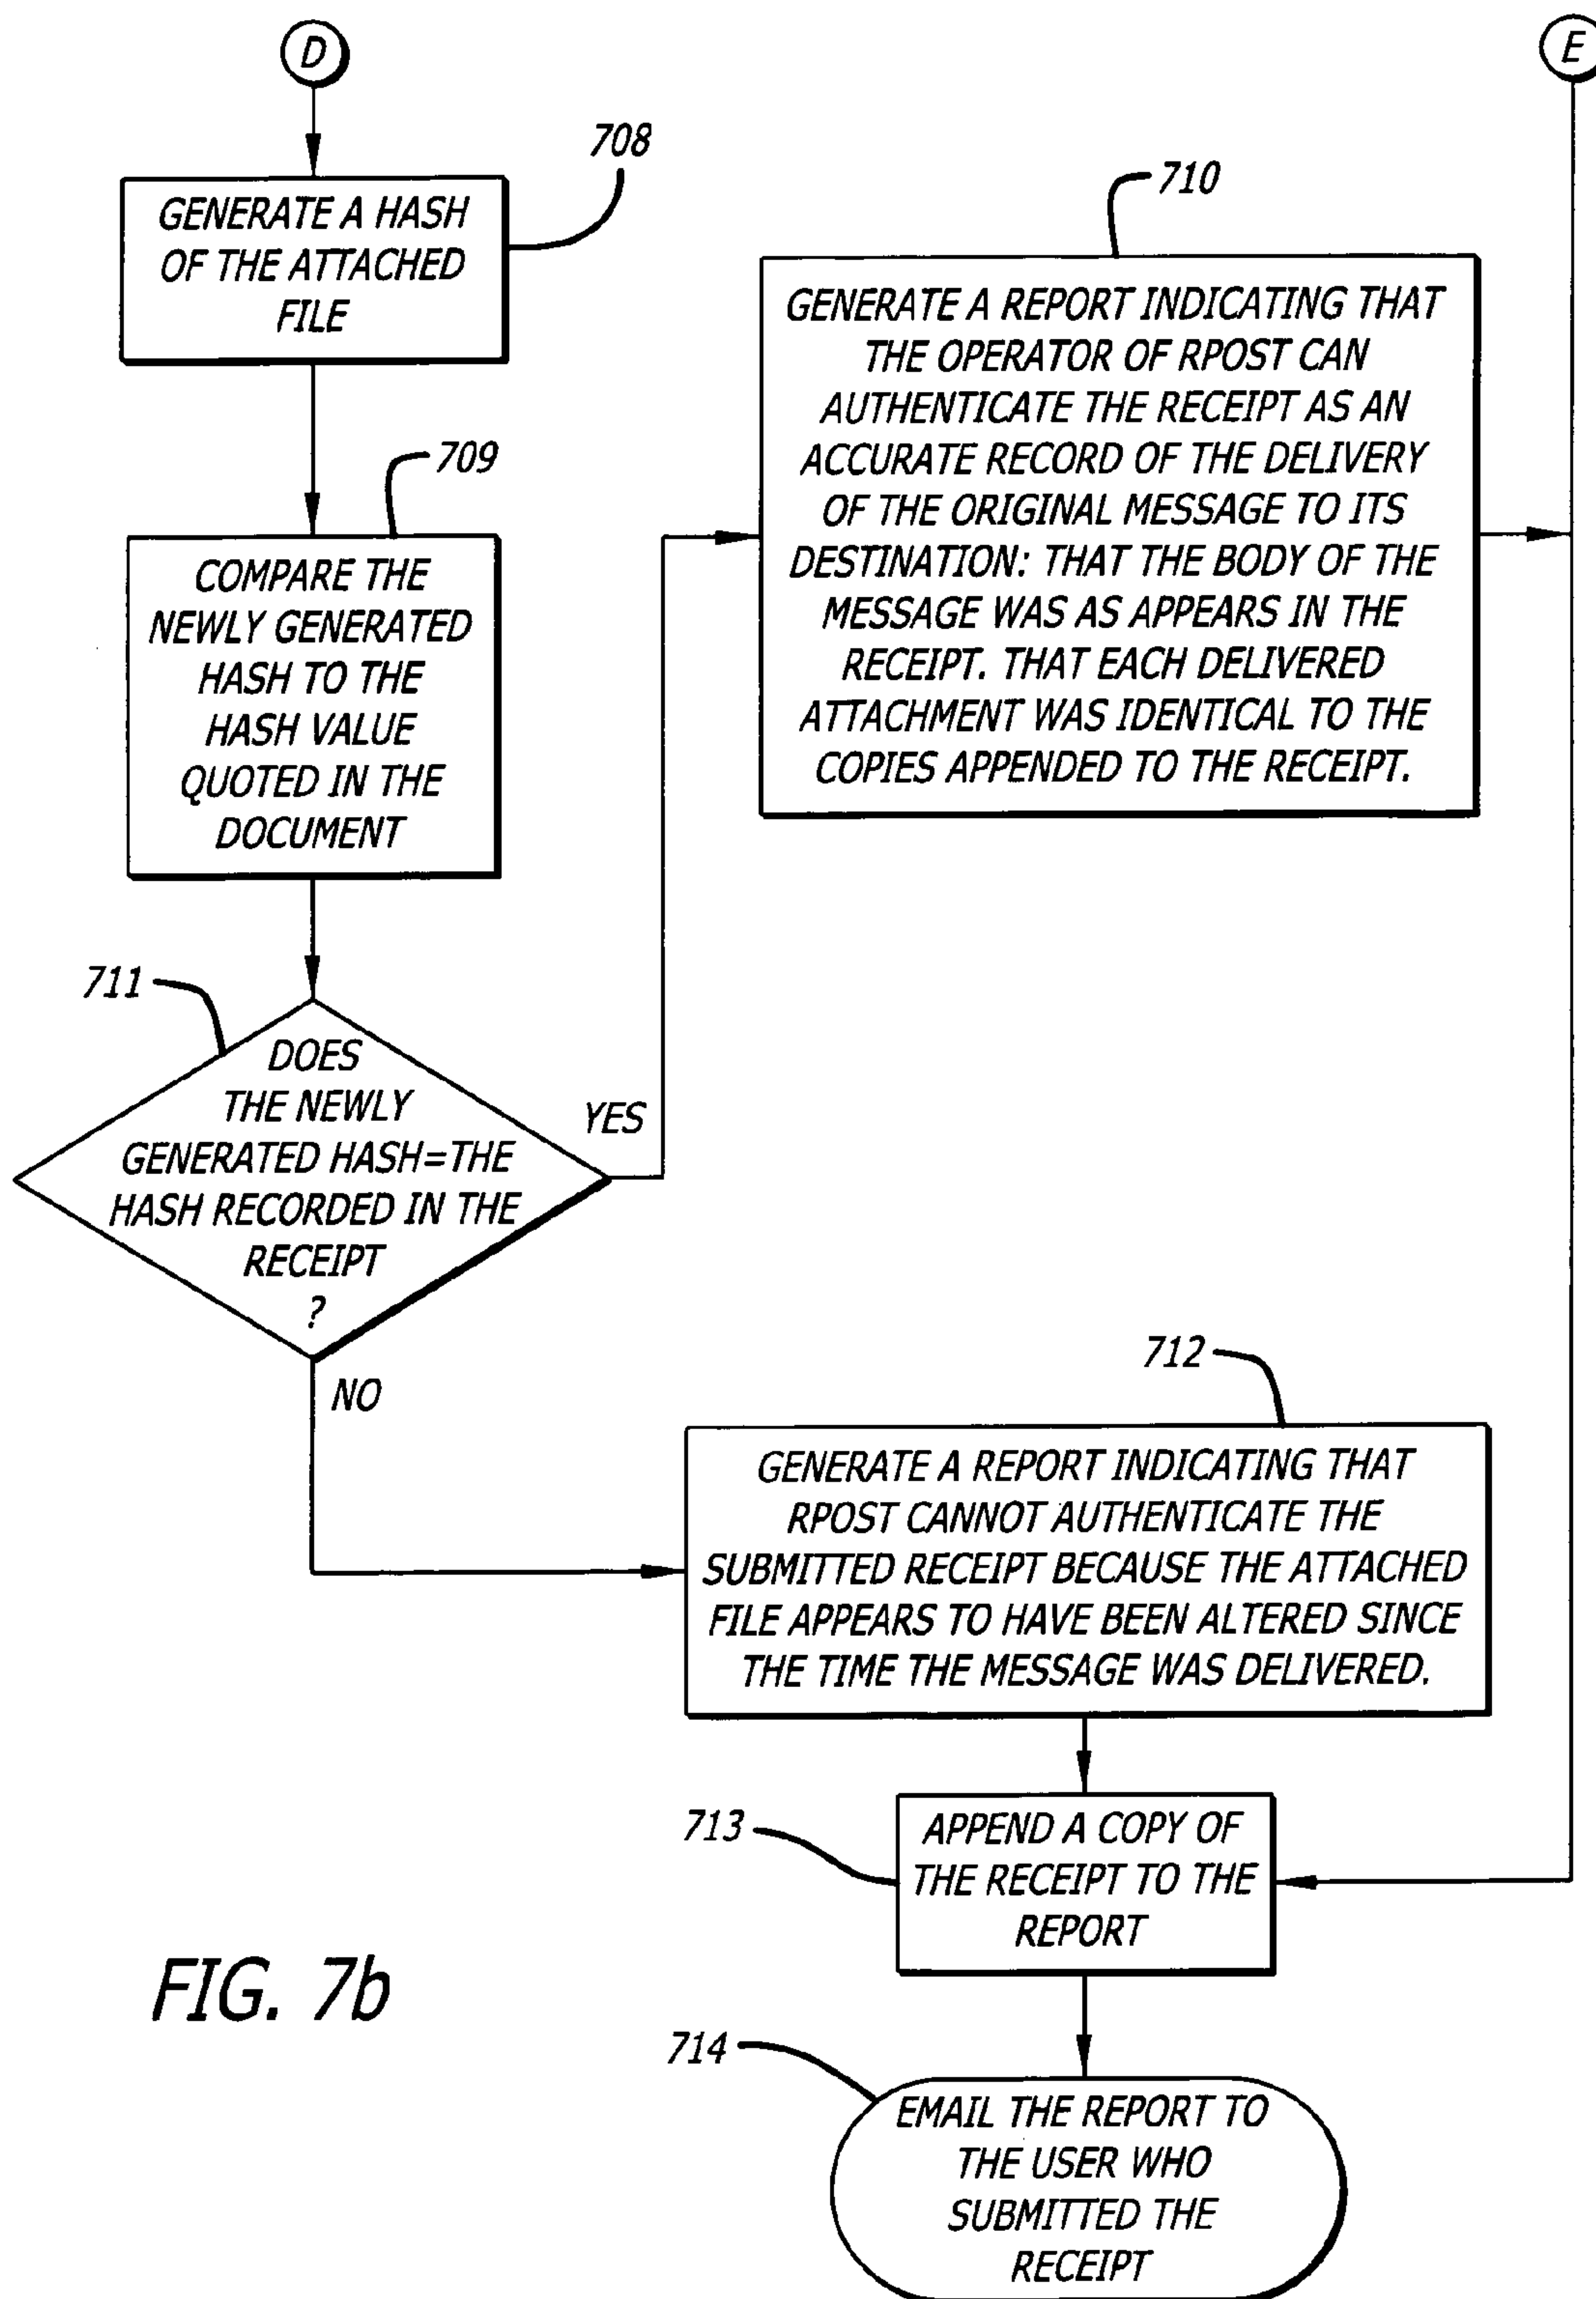 D
E
708
GENERATE A HASH
OF THE ATTACHED
FILE
710
GENERATE A REPORT INDICATING THAT
THE OPERATOR OF RPOST CAN
AUTHENTICATE THE RECEIPT AS AN
ACCURATE RECORD OF THE DELIVERY
OF THE ORIGINAL MESSAGE TO ITS
DESTINATION: THAT THE BODY OF THE
MESSAGE WAS AS APPEARS IN THE
RECEIPT. THAT EACH DELIVERED
ATTACHMENT WAS IDENTICAL TO THE
COPIES APPENDED TO THE RECEIPT.
709
COMPARE THE
NEWLY GENERATED
HASH TO THE
HASH VALUE
QUOTED IN THE
DOCUMENT
711
DOES
THE NEWLY
GENERATED HASH=THE
HASH RECORDED IN THE
RECEIPT
?
YES
NO
712
GENERATE A REPORT INDICATING THAT
RPOST CANNOT AUTHENTICATE THE
SUBMITTED RECEIPT BECAUSE THE ATTACHED
FILE APPEARS TO HAVE BEEN ALTERED SINCE
THE TIME THE MESSAGE WAS DELIVERED.
713
APPEND A COPY OF
THE RECEIPT TO THE
REPORT
714
EMAIL THE REPORT TO
THE USER WHO
SUBMITTED THE
RECEIPT
FIG. 7b